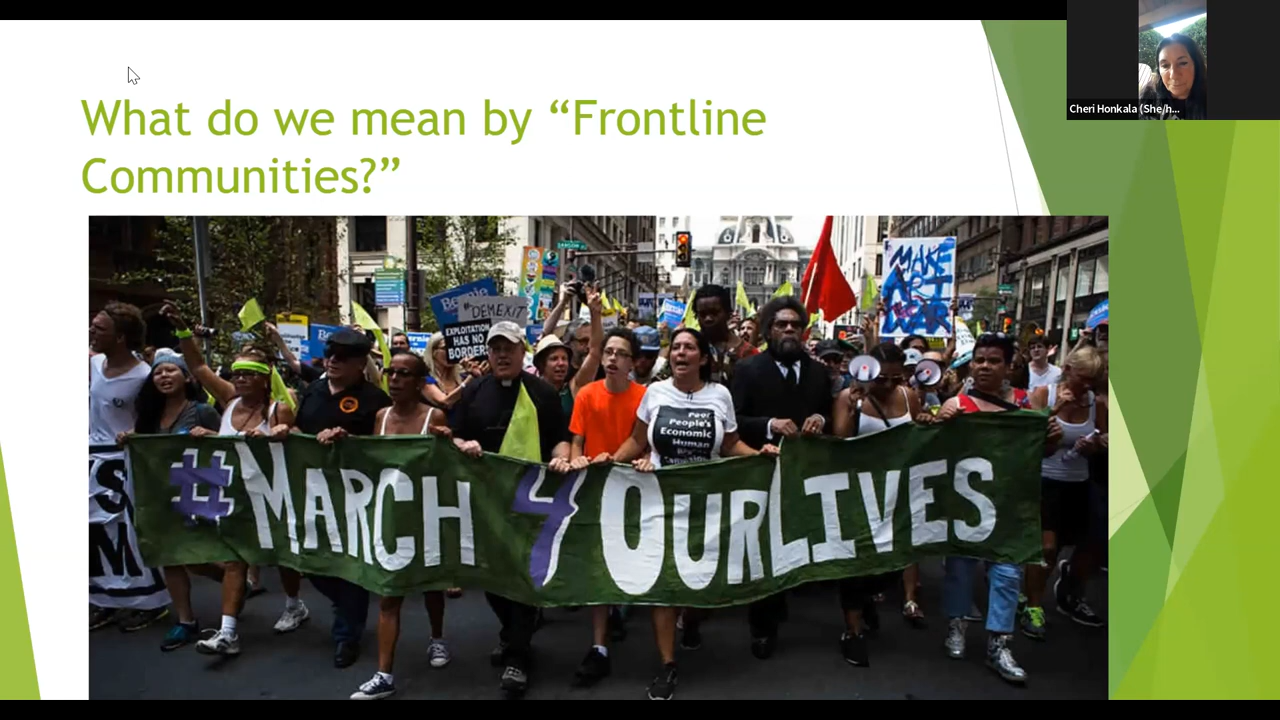 What do we mean by “Frontline
Communities?”
Cheri Honkala (She/h...
Bernie
#DEMEXIT
EXPLOITATION
HAS NO
BORDERS
MAKE
ART
NOT
WAR
Poor
People's
Economic
Human
#MARCH 4 OURLIVES
S
M